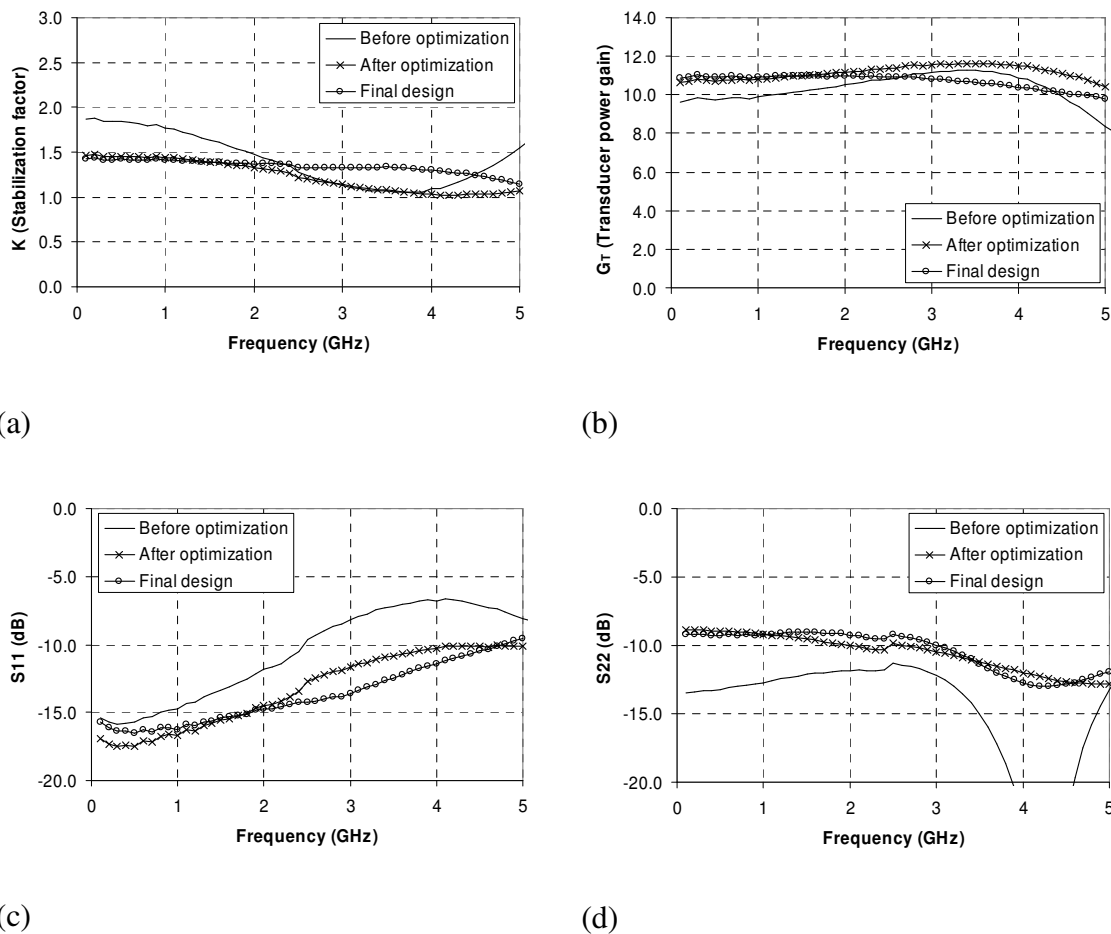 3.0
2.5
2.0
1.5
1.0
0.5
0.0
K (Stabilization factor)
Before optimization
After optimization
Final design
0 1 2 3 4 5
Frequency (GHz)
(a)
14.0
12.0
10.0
8.0
6.0
4.0
2.0
0.0
GT (Transducer power gain)
Before optimization
After optimization
Final design
0 1 2 3 4 5
Frequency (GHz)
(b)
0.0
-5.0
-10.0
-15.0
-20.0
S11 (dB)
Before optimization
After optimization
Final design
0 1 2 3 4 5
Frequency (GHz)
(c)
0.0
-5.0
-10.0
-15.0
-20.0
S22 (dB)
Before optimization
After optimization
Final design
0 1 2 3 4 5
Frequency (GHz)
(d)